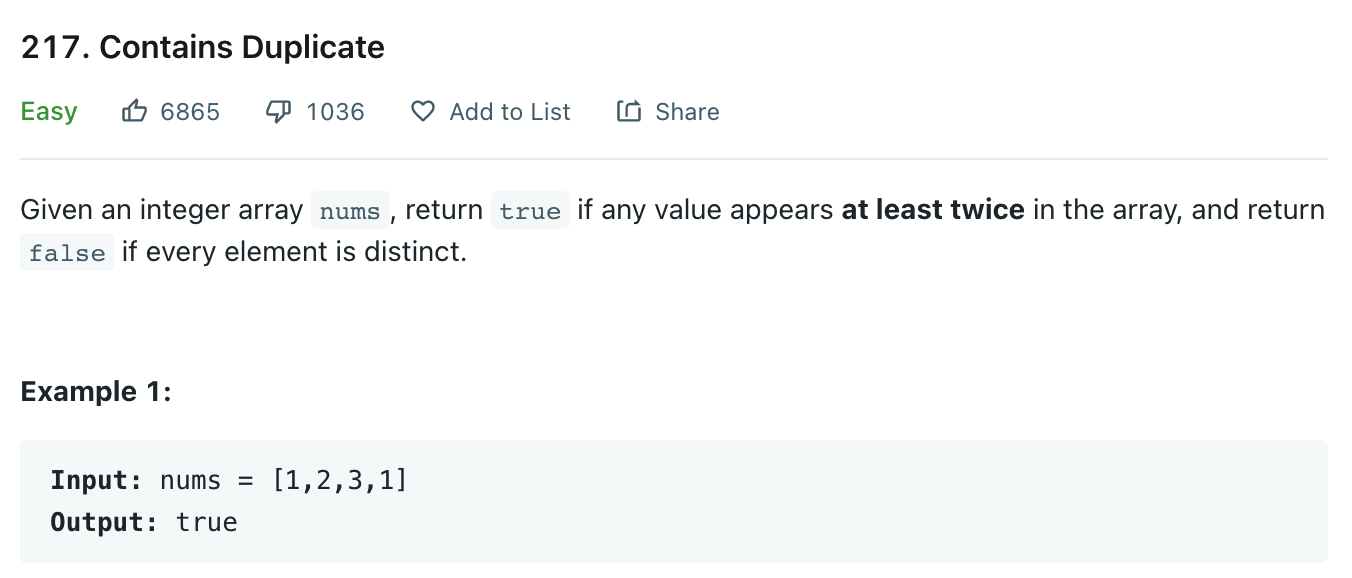 217. Contains Duplicate
Easy 6865 1036 Add to List Share
Given an integer array nums, return true if any value appears at least twice in the array, and return
false if every element is distinct.
Example 1:
Input: nums = [1,2,3,1]
Output: true